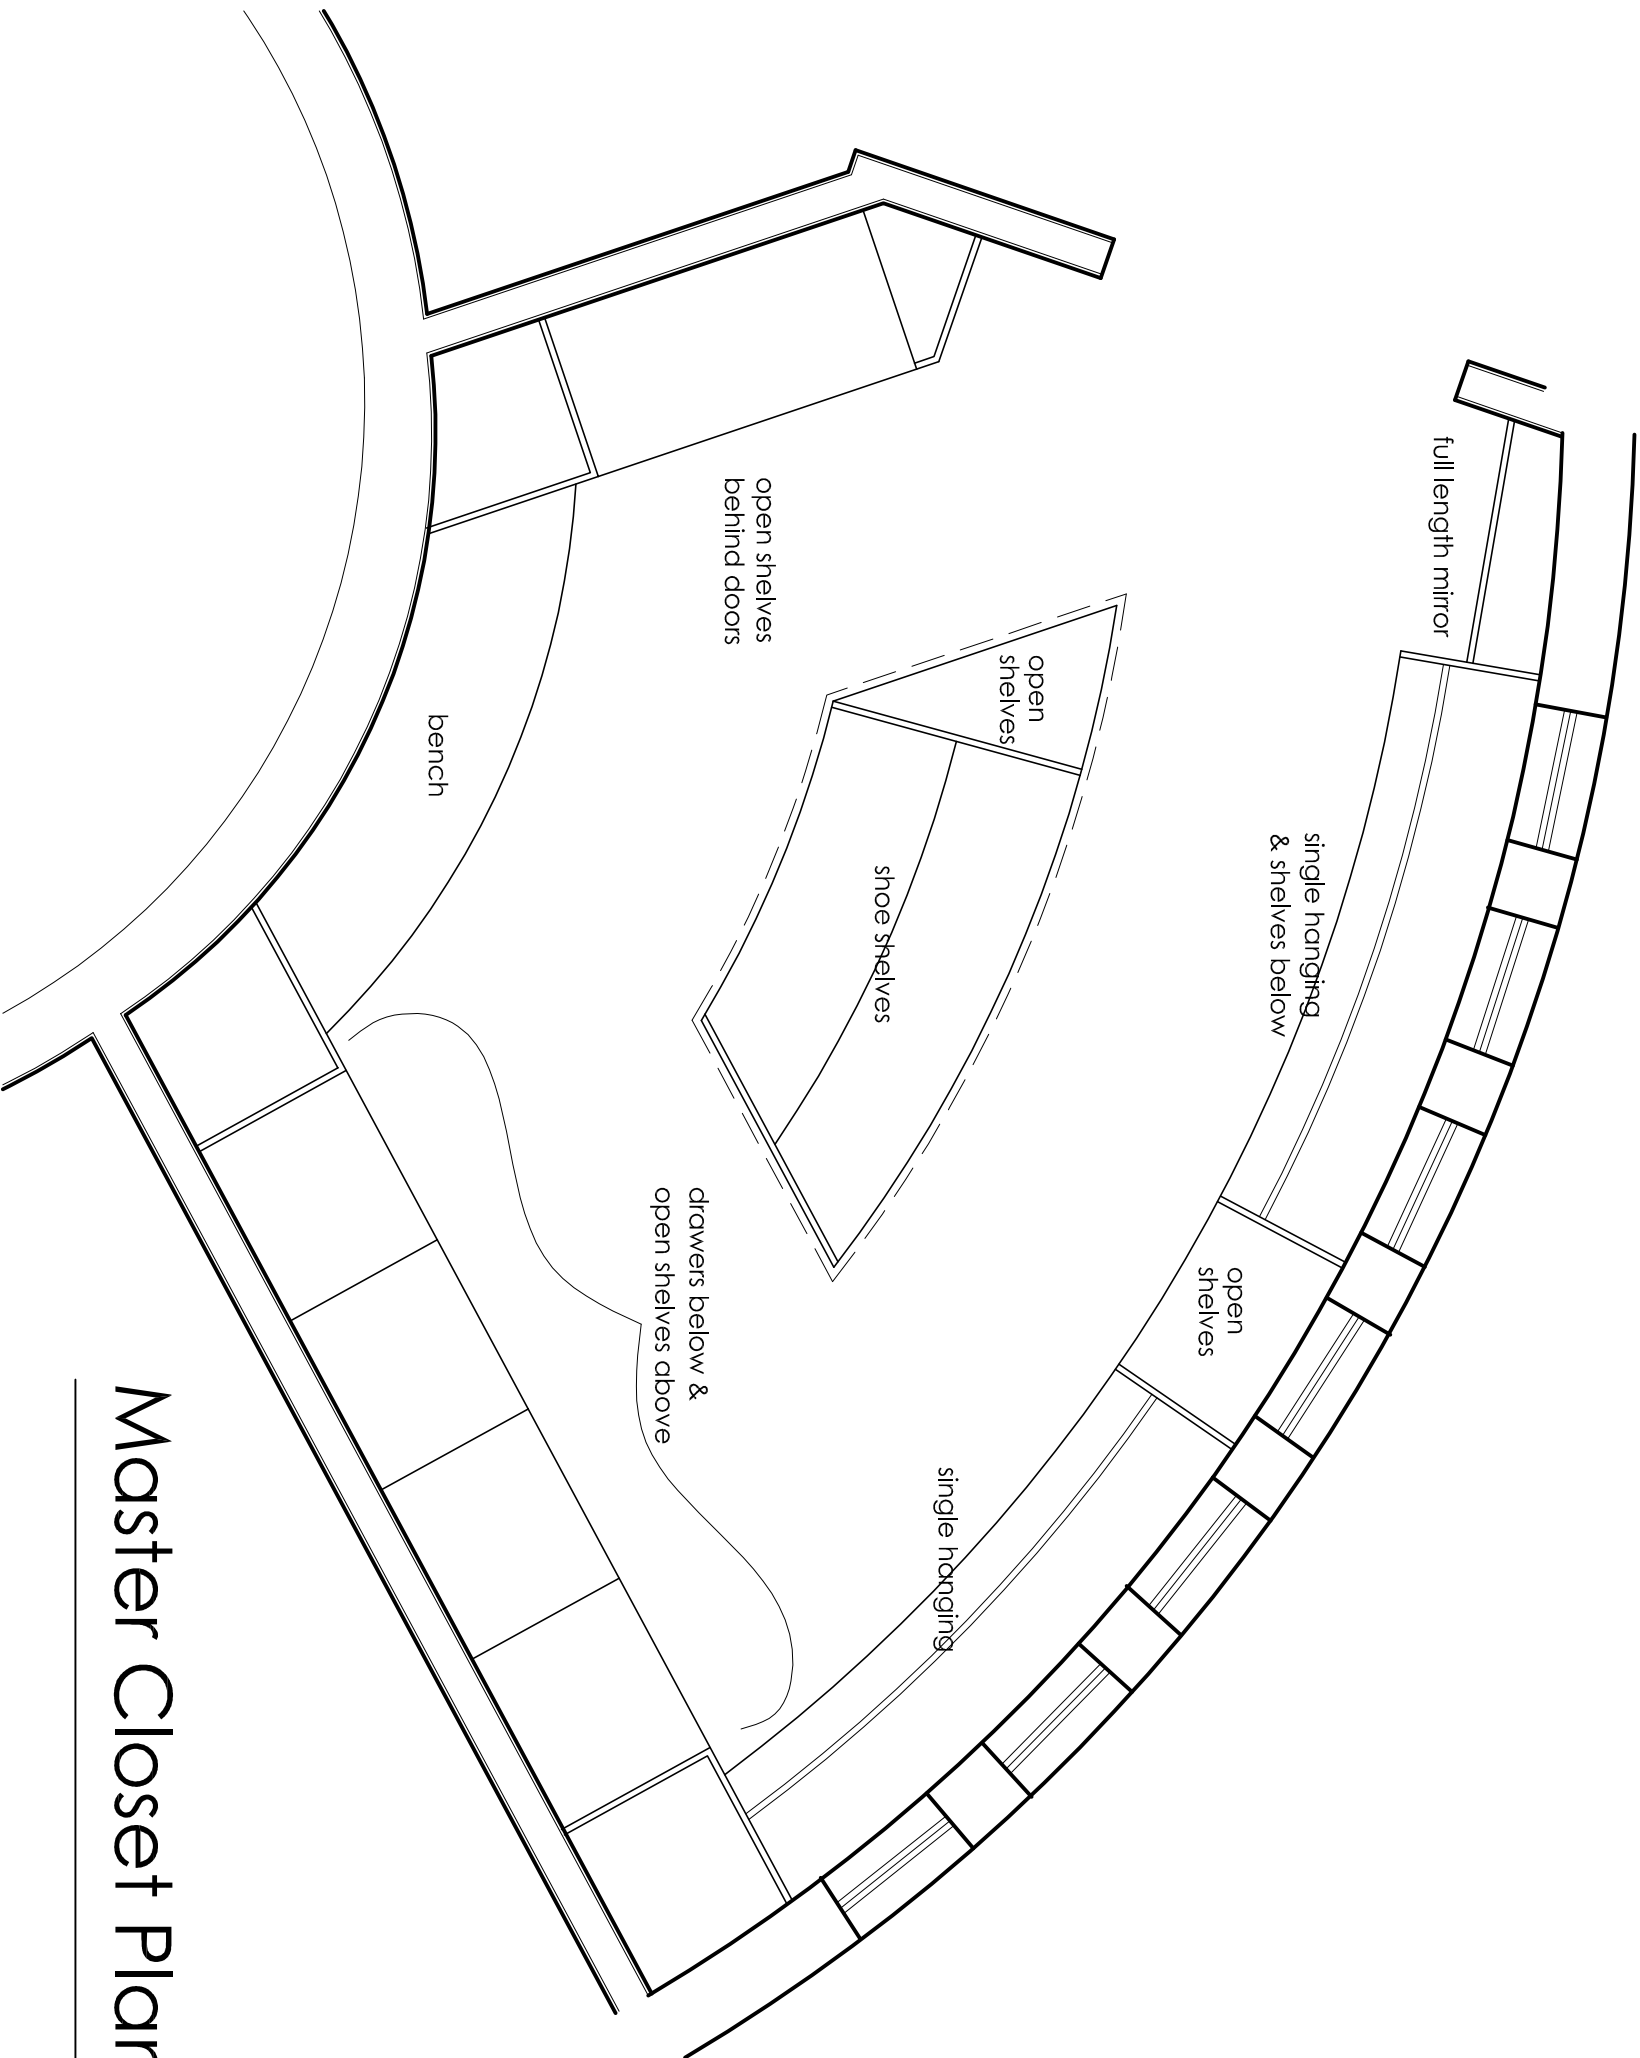 full length mirror
single hanging
& shelves below
open
shelves
open
shelves
single hanging
shoe shelves
open shelves
behind doors
drawers below &
open shelves above
bench
Master Closet Plan